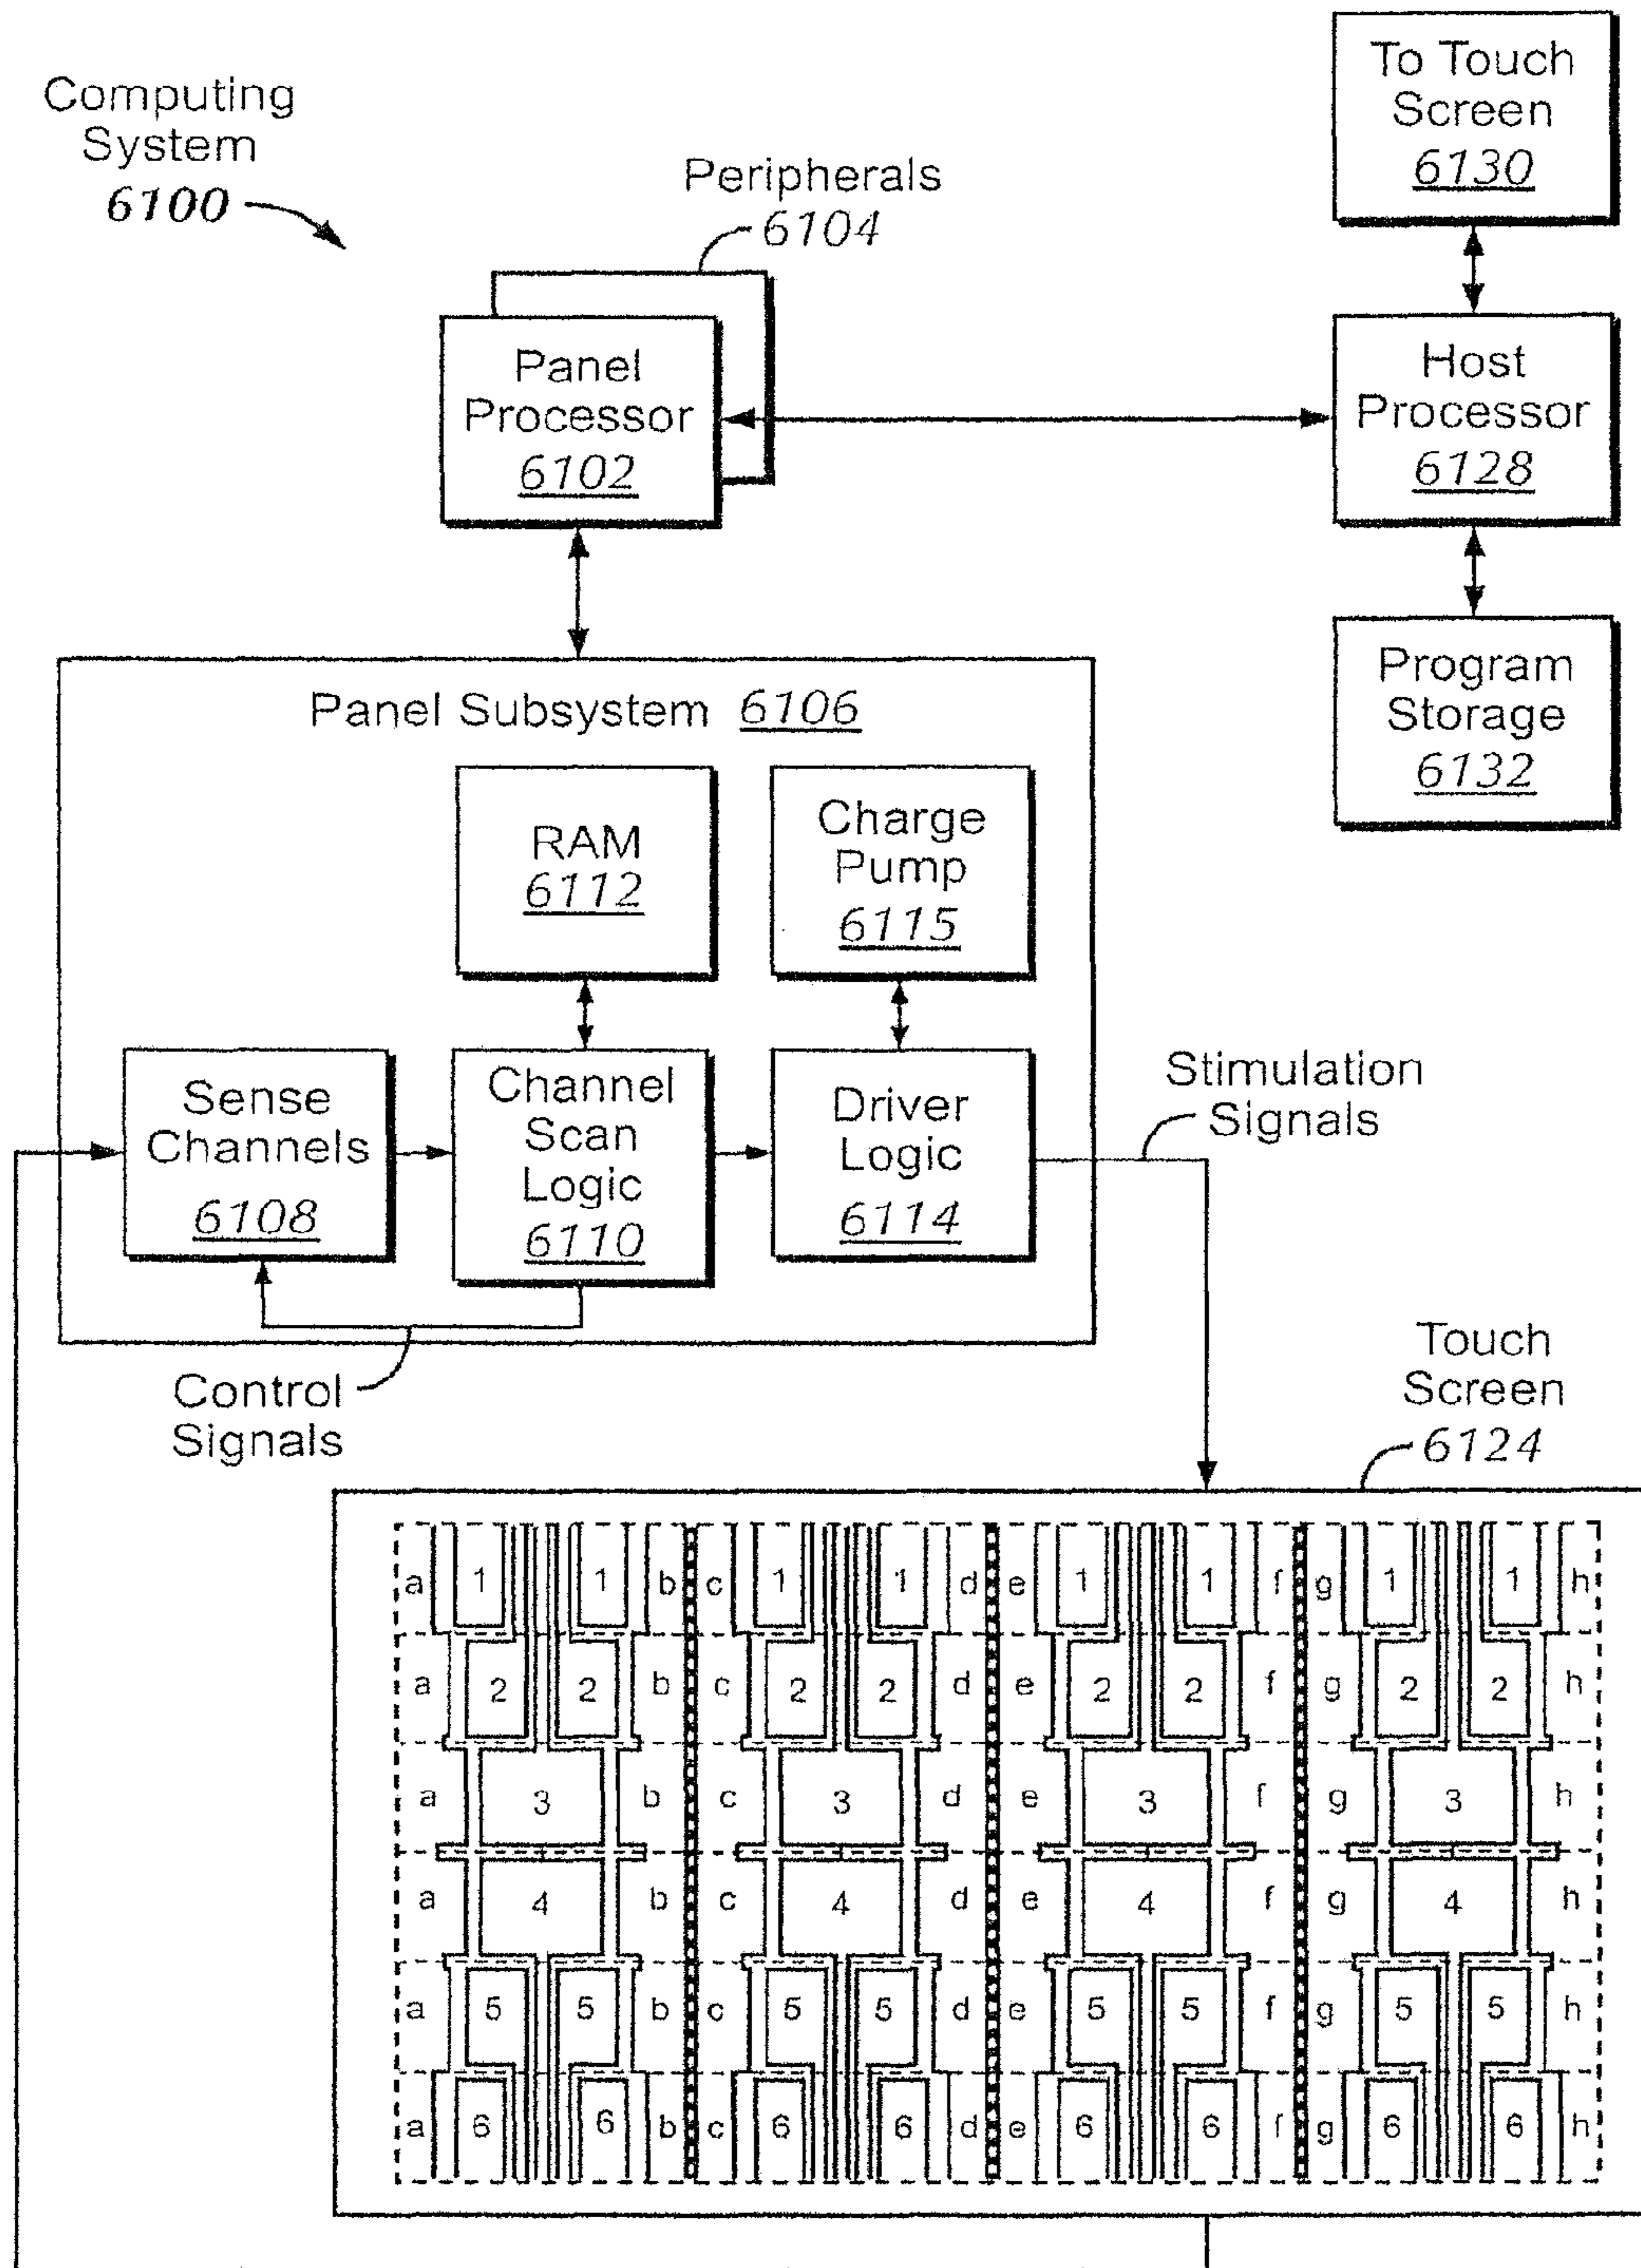 Computing
System
6100
Peripherals
6104
To Touch
Screen
6130
Panel
Processor
6102
Host
Processor
6128
Program
Storage
6132
Panel Subsystem 6106
RAM
6112
Charge
Pump
6115
Sense
Channels
6108
Channel
Scan
Logic
6110
Driver
Logic
6114
Stimulation
Signals
Control
Signals
Touch
Screen
6124
a 1 1 b c 1 1 d e 1 1 f g 1 1 h
a 2 2 b c 2 2 d e 2 2 f g 2 2 h
a 3 b c 3 d e 3 f g 3 h
a 4 b c 4 d e 4 f g 4 h
a 5 5 b c 5 5 d e 5 5 f g 5 5 h
a 6 6 b c 6 6 d e 6 6 f g 6 6 h